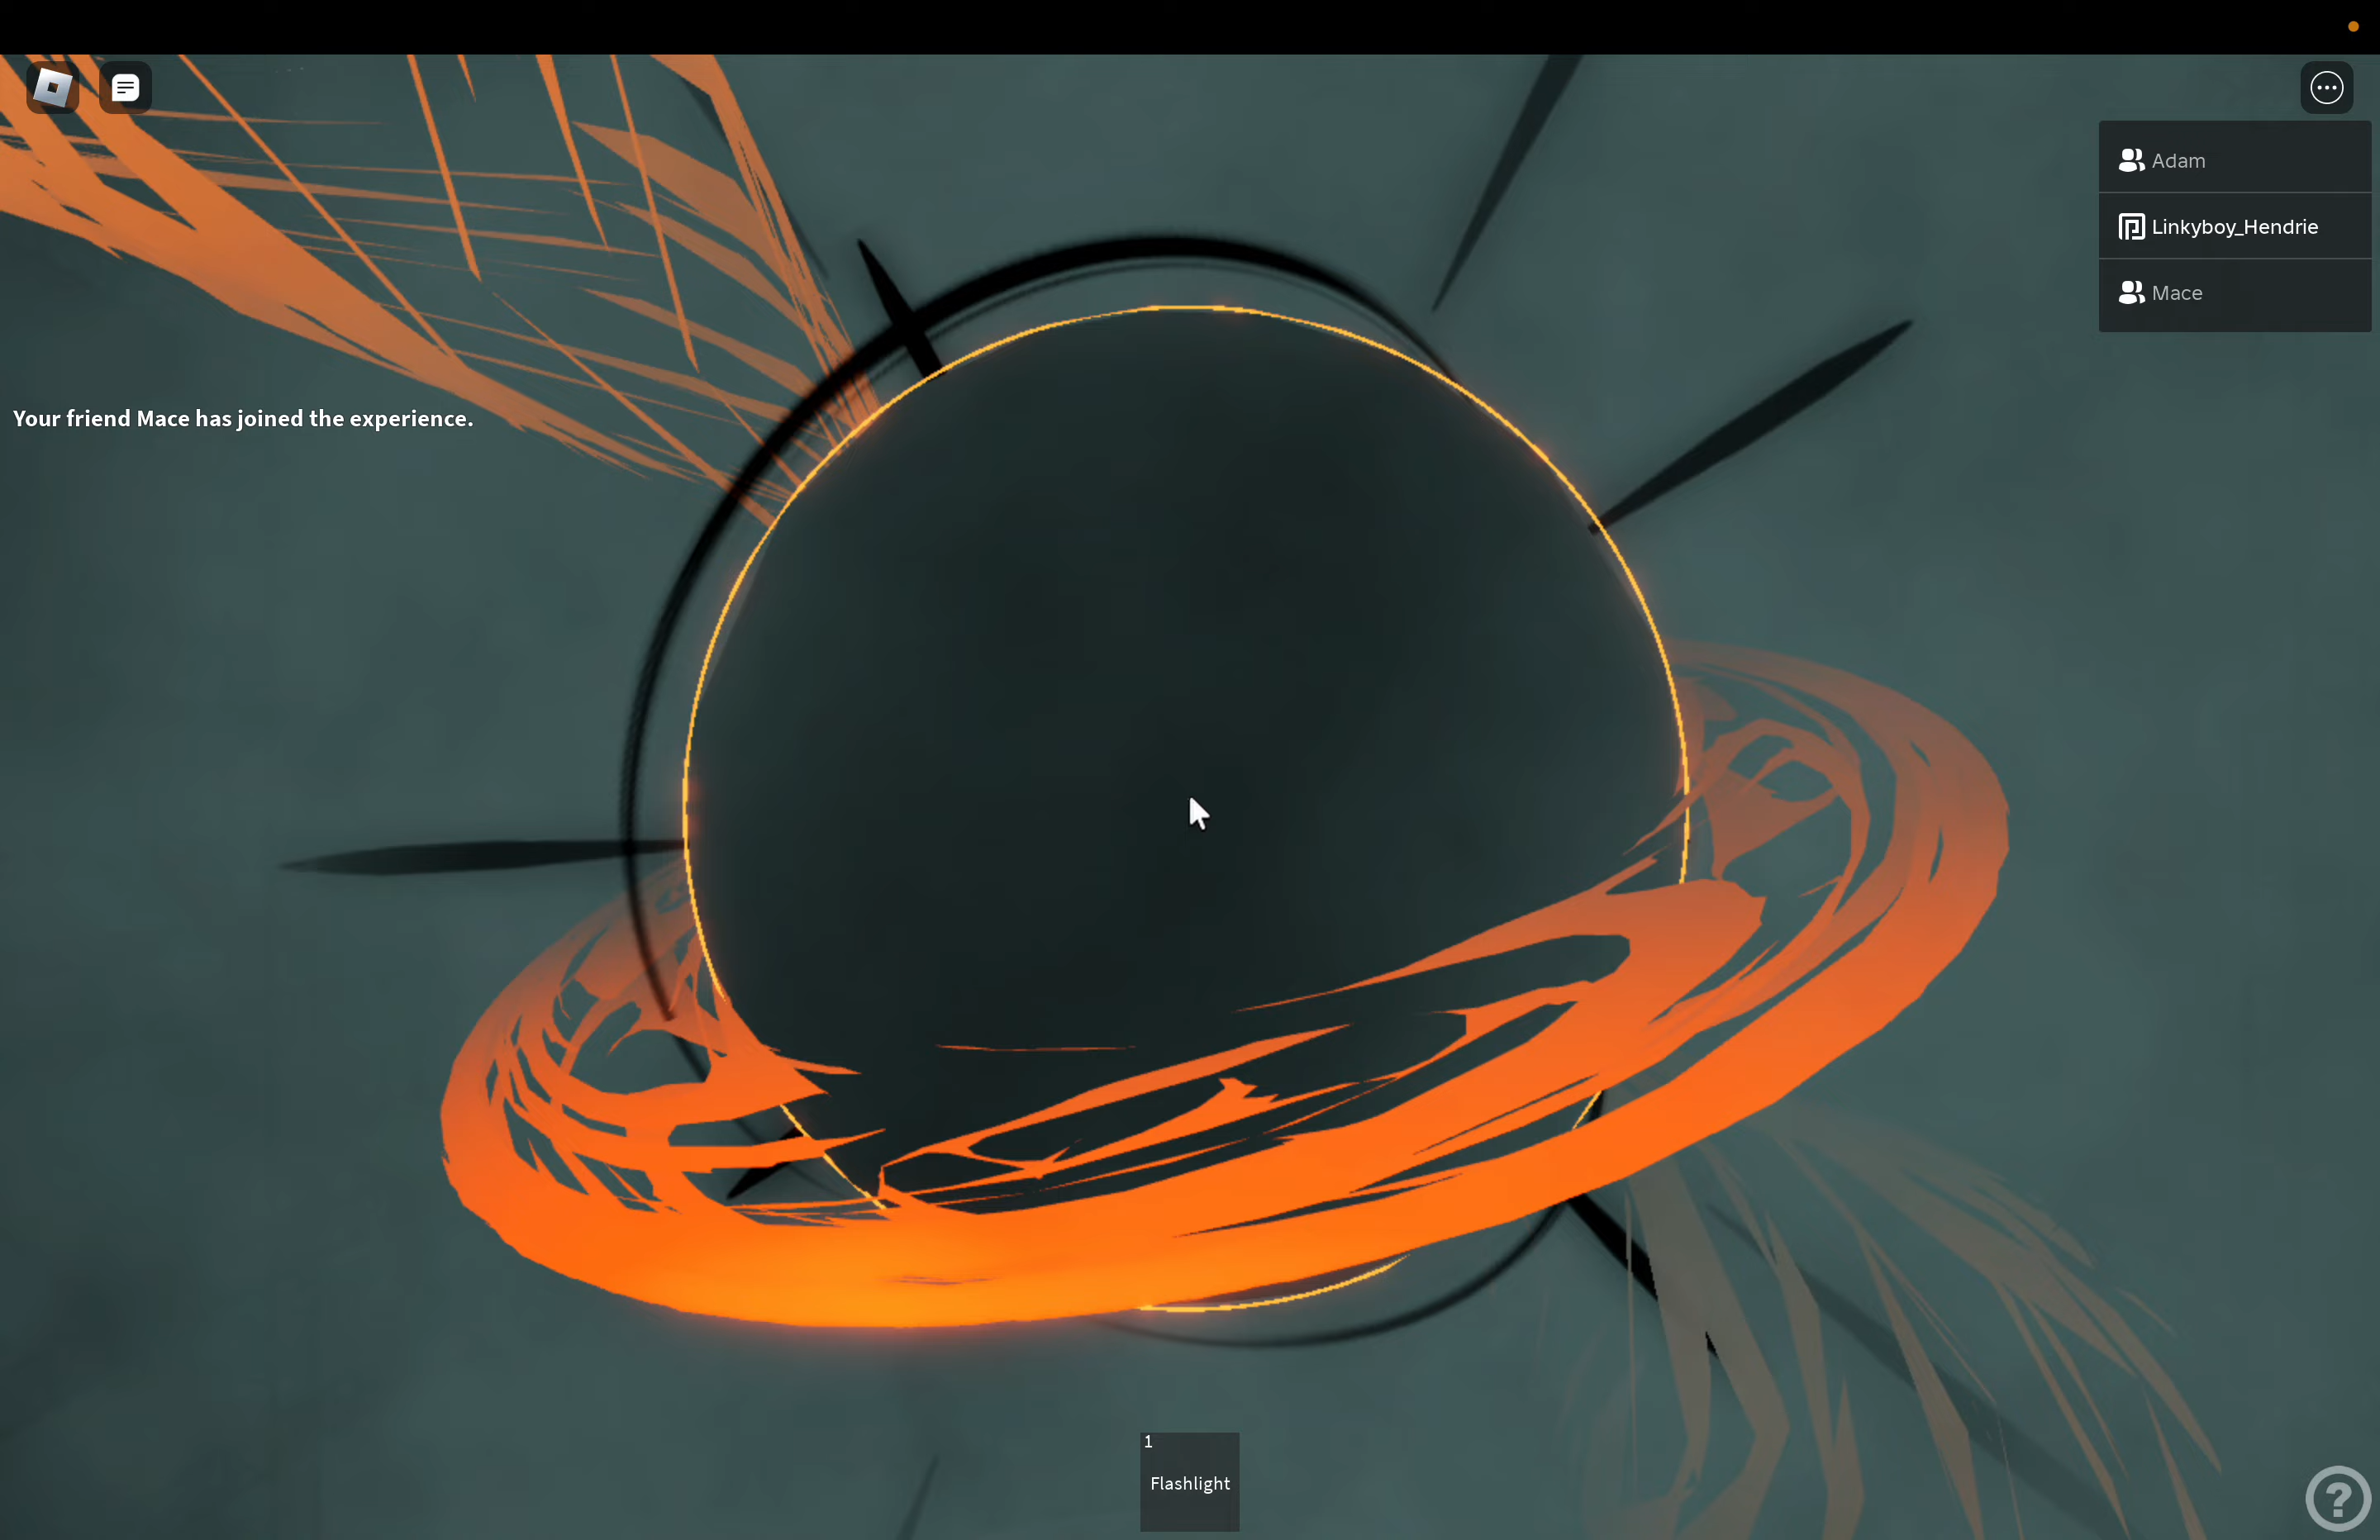 Adam
Linkyboy_Hendrie
Mace
Your friend Mace has joined the experience.
1
Flashlight
?